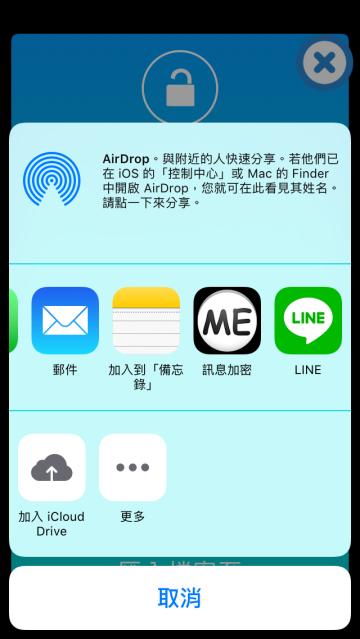 AirDrop。與附近的人快速分享。若他們已
在 iOS 的「控制中心」或 Mac 的 Finder
中開啟 AirDrop，您就可在此看見其姓名。
請點一下來分享。
ME
LINE
郵件
加入到「備忘
錄」
訊息加密
LINE
加入 iCloud
Drive
更多
取消